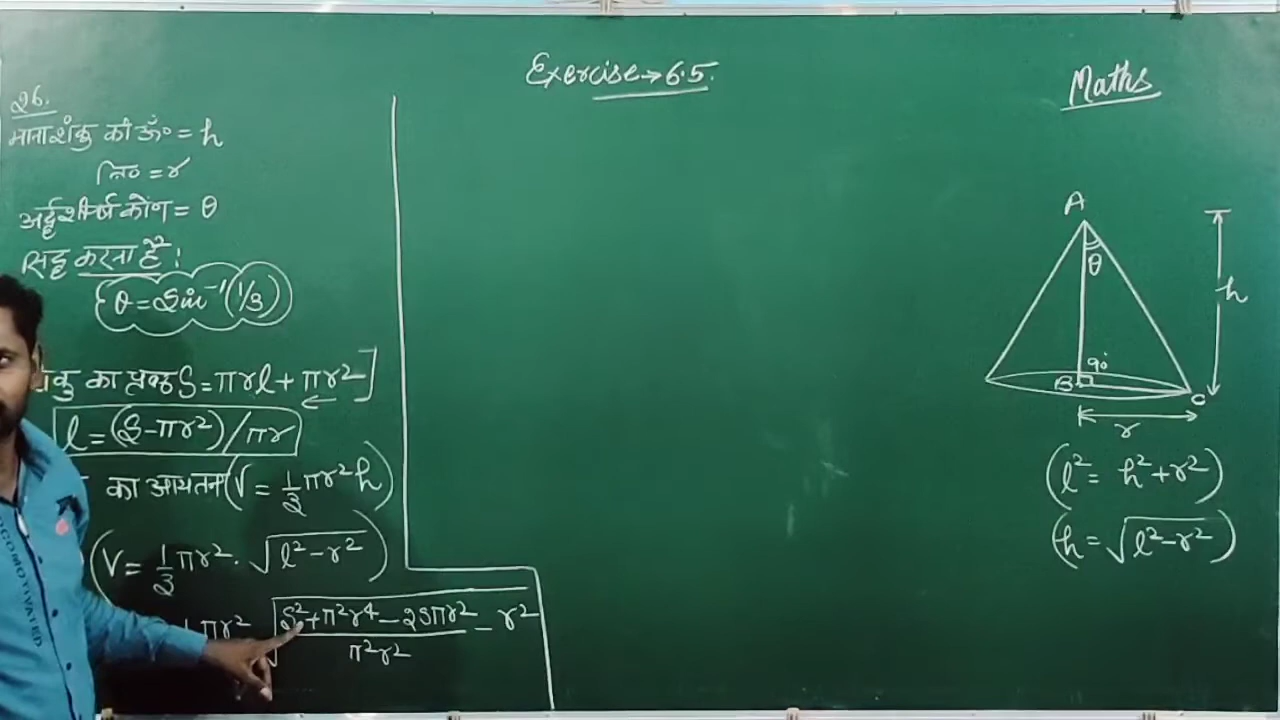 Exercise→6.5.
Maths
26.
माना शंकु की ऊँ० = h
त्रि० = r
अर्द्धशीर्ष कोण = θ
सिद्ध करना है :
θ = Sin⁻¹(1/3)
कु का पृष्ठ S = πrl + πr²]
l = (S-πr²)/πr
का आयतन (V = 1/3 πr²h)
(V = 1/3 πr² . √(l²-r²))
1 πr² √((S²+π²r⁴-2Sπr²)/π²r² - r²)
A
θ
h
90°
B
C
r
(l² = h²+r²)
(h = √(l²-r²))